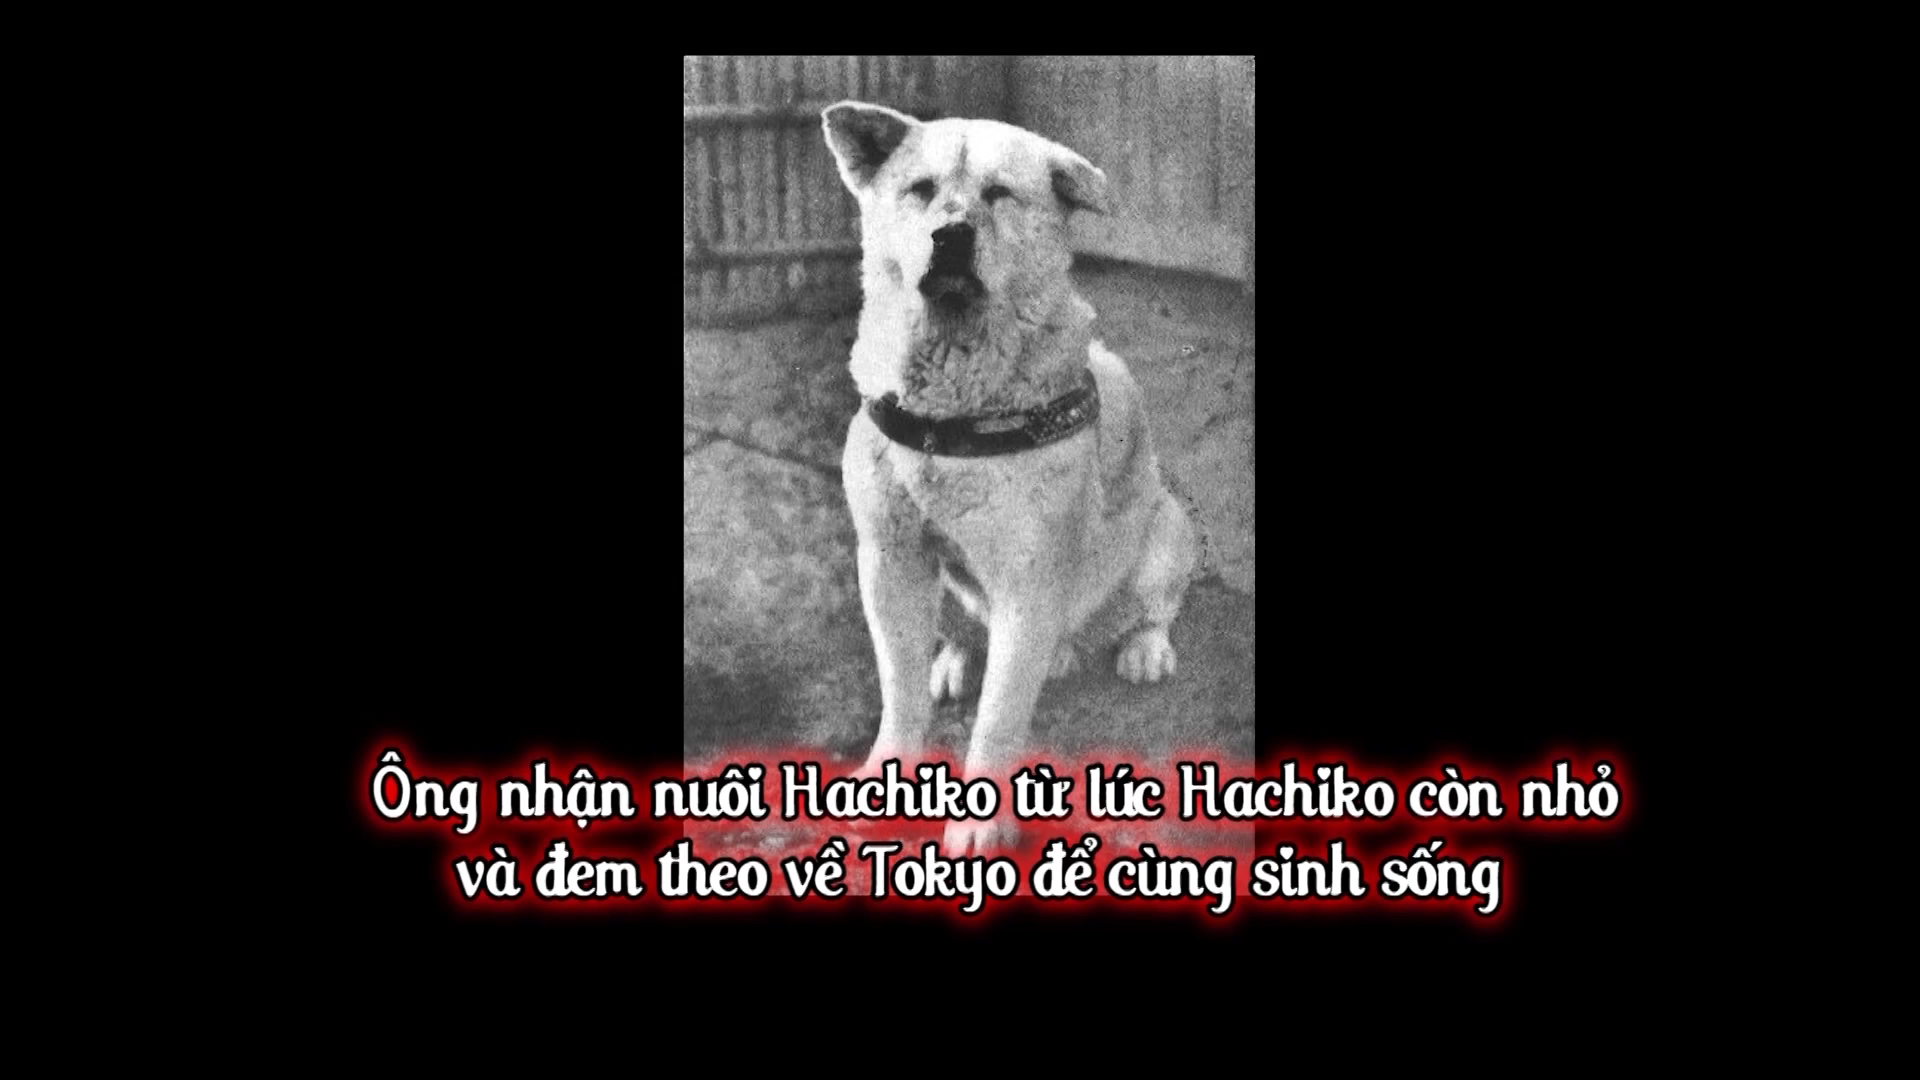 Ông nhận nuôi Hachiko từ lúc Hachiko còn nhỏ
và đem theo về Tokyo để cùng sinh sống